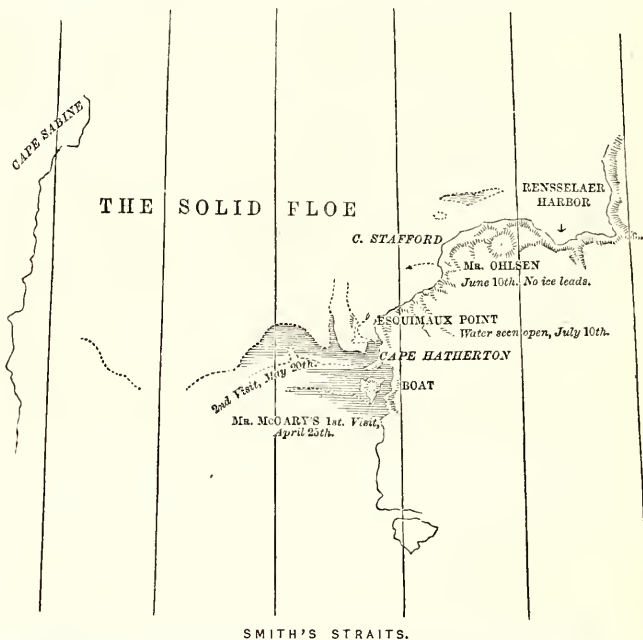 CAPE SABINE
THE SOLID FLOE
RENSSELAER
HARBOR
C. STAFFORD
MR. OHLSEN
June 10th. No ice leads.
ESQUIMAUX POINT
Water seen open, July 10th.
CAPE HATHERTON
2nd Visit, May 20th.
BOAT
MR. McGARY'S 1st. Visit,
April 25th.
SMITH'S STRAITS.